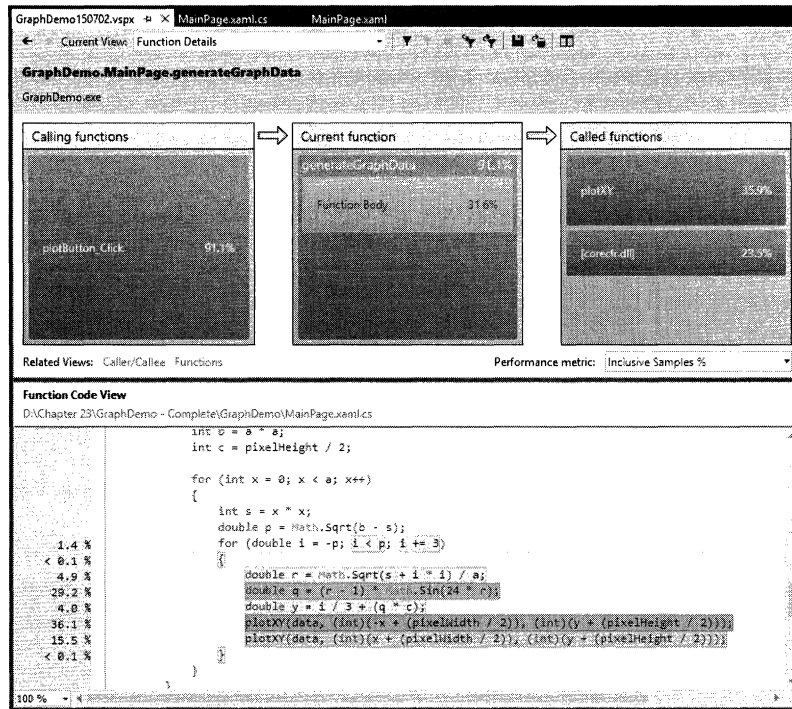 GraphDemo150702.vspx MainPage.xaml.cs MainPage.xaml
Current View: Function Details
GraphDemo.MainPage.generateGraphData
GraphDemo.exe
Calling functions
Current function
Called functions
plotButton_Click 91.1%
generateGraphData 91.1%
Function Body 31.6%
plotXY 35.9%
[coreclr.dll] 23.5%
Related Views: Caller/Callee Functions
Performance metric: Inclusive Samples %
Function Code View
D:\Chapter 23\GraphDemo - Complete\GraphDemo\MainPage.xaml.cs
int b = a * a;
int c = pixelHeight / 2;
for (int x = 0; x < a; x++)
{
int s = x * x;
double p = Math.Sqrt(b - s);
1.4 % for (double i = -p; i < p; i += 3)
< 0.1 % {
4.9 % double r = Math.Sqrt(s + i * i) / a;
29.2 % double q = (r - 1) * Math.Sin(24 * r);
4.0 % double y = i / 3 + (q * c);
36.1 % plotXY(data, (int)(-x + (pixelWidth / 2)), (int)(y + (pixelHeight / 2)));
15.5 % plotXY(data, (int)(x + (pixelWidth / 2)), (int)(y + (pixelHeight / 2)));
< 0.1 % }
}
}
100 %